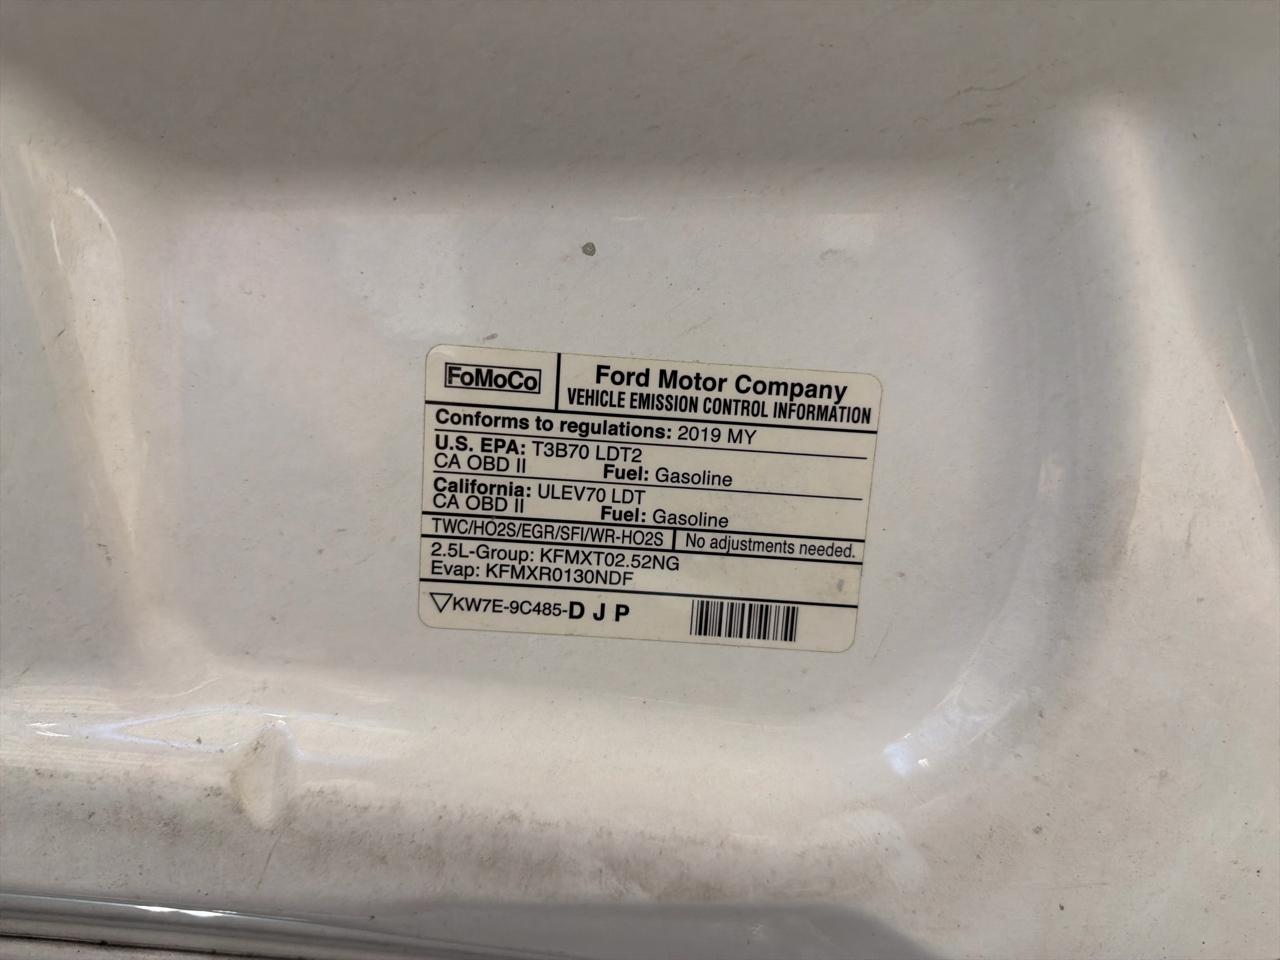 FoMoCo
Ford Motor Company
VEHICLE EMISSION CONTROL INFORMATION
Conforms to regulations: 2019 MY
U.S. EPA: T3B70 LDT2
CA OBD II Fuel: Gasoline
California: ULEV70 LDT
CA OBD II Fuel: Gasoline
TWC/HO2S/EGR/SFI/WR-HO2S No adjustments needed.
2.5L-Group: KFMXT02.52NG
Evap: KFMXR0130NDF
KW7E-9C485-D J P